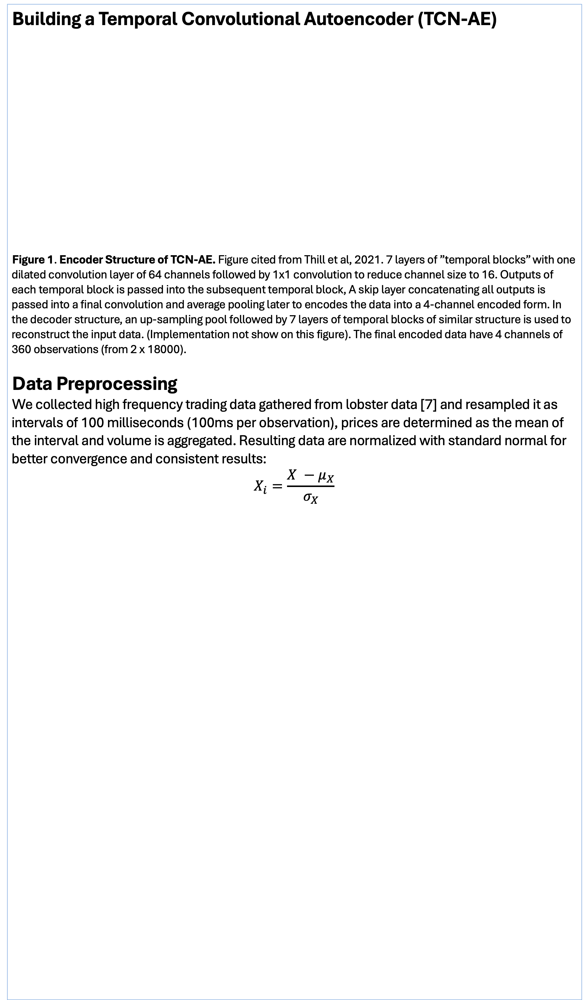 Building a Temporal Convolutional Autoencoder (TCN-AE)
Figure 1. Encoder Structure of TCN-AE. Figure cited from Thill et al, 2021. 7 layers of ”temporal blocks” with one
dilated convolution layer of 64 channels followed by 1x1 convolution to reduce channel size to 16. Outputs of
each temporal block is passed into the subsequent temporal block, A skip layer concatenating all outputs is
passed into a final convolution and average pooling later to encodes the data into a 4-channel encoded form. In
the decoder structure, an up-sampling pool followed by 7 layers of temporal blocks of similar structure is used to
reconstruct the input data. (Implementation not show on this figure). The final encoded data have 4 channels of
360 observations (from 2 x 18000).
Data Preprocessing
We collected high frequency trading data gathered from lobster data [7] and resampled it as
intervals of 100 milliseconds (100ms per observation), prices are determined as the mean of
the interval and volume is aggregated. Resulting data are normalized with standard normal for
better convergence and consistent results:
X_i = (X − μ_X) / σ_X